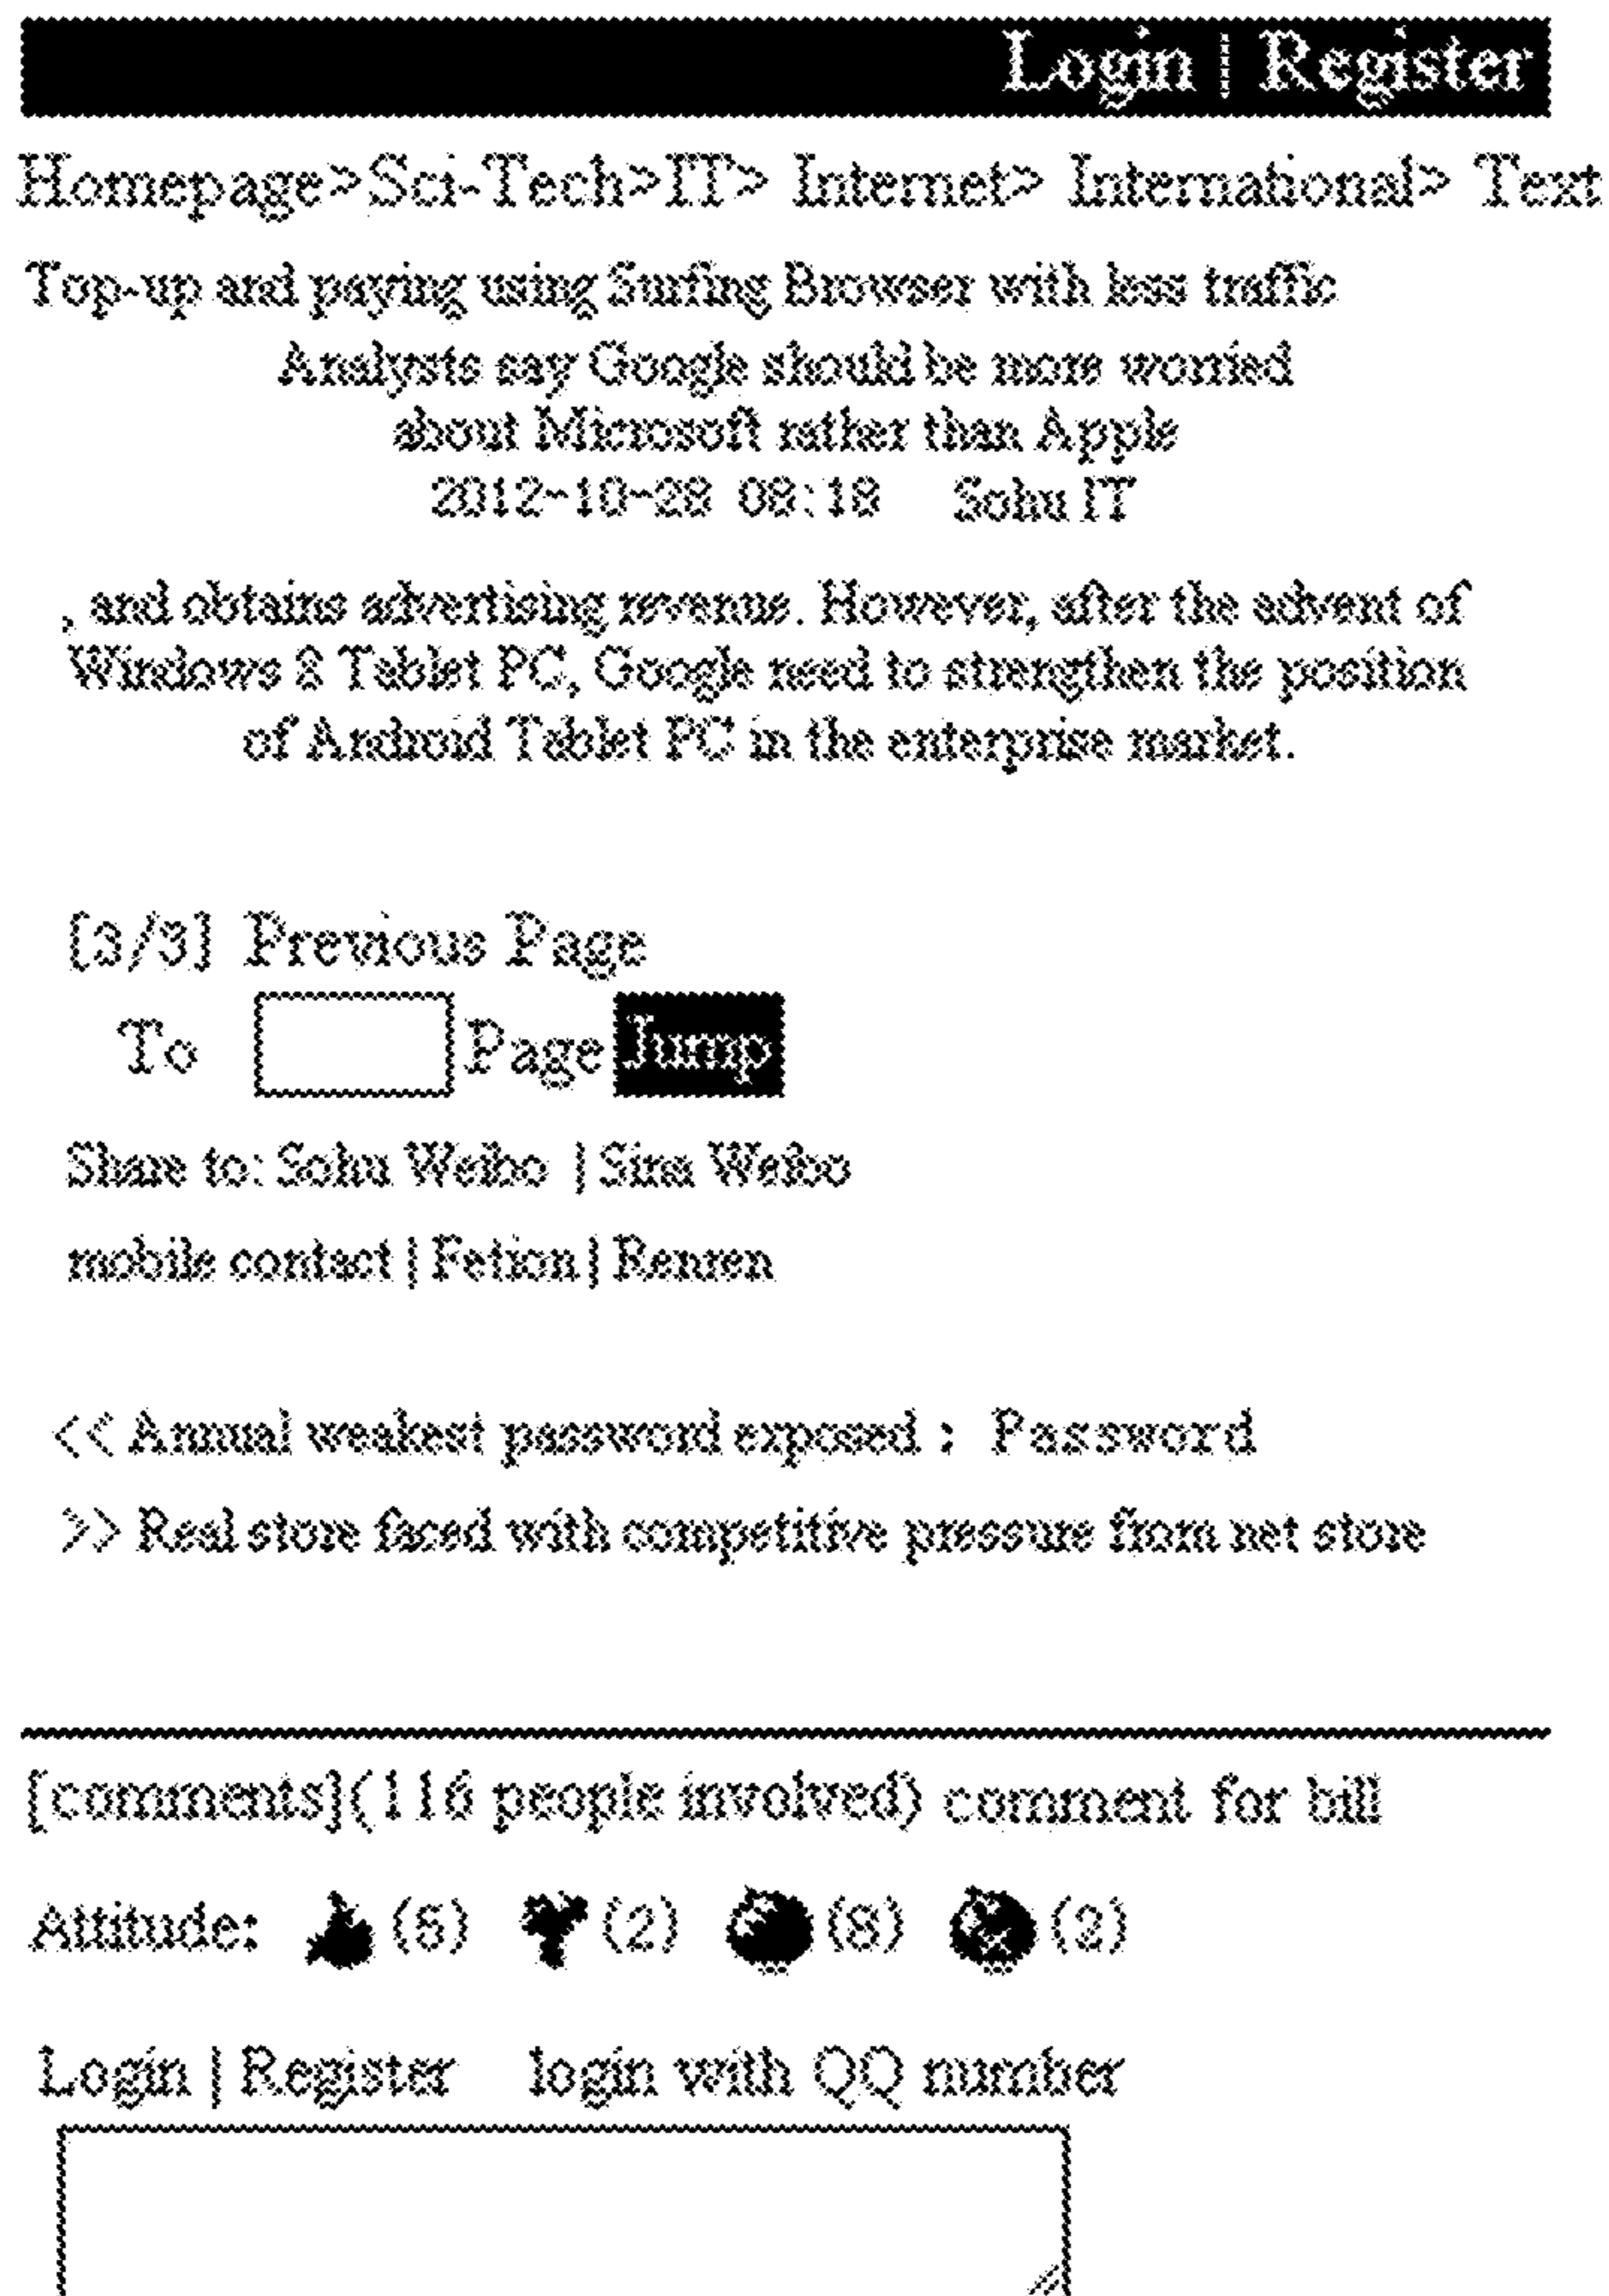 Login | Register
Homepage>Sci-Tech>IT> Internet> International> Text
Top-up and paying using Surfing Browser with less traffic
Analysts say Google should be more worried
about Microsoft rather than Apple
2012-10-28 08:18 Sohu IT
, and obtains advertising revenue. However, after the advent of
Windows 8 Tablet PC, Google need to strengthen the position
of Android Tablet PC in the enterprise market.
[3/3] Previous Page
To Page Jump
Share to: Sohu Weibo | Sina Weibo
mobile contact | Fetion | Renren
<< Annual weakest password exposed : Password
>> Real store faced with competitive pressure from net store
[comments](116 people involved) comment for bill
Attitude: (5) (2) (8) (2)
Login | Register login with QQ number